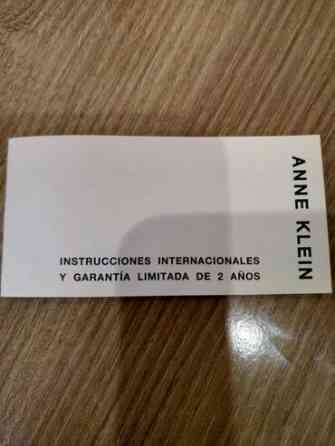 ANNE KLEIN
INSTRUCCIONES INTERNACIONALES
Y GARANTÍA LIMITADA DE 2 AÑOS